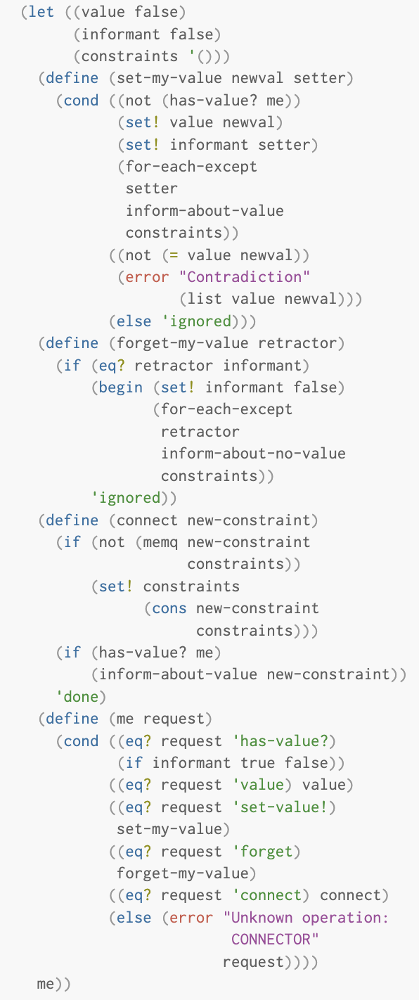 (let ((value false)
      (informant false)
      (constraints '()))
  (define (set-my-value newval setter)
    (cond ((not (has-value? me))
           (set! value newval)
           (set! informant setter)
           (for-each-except
            setter
            inform-about-value
            constraints))
          ((not (= value newval))
           (error "Contradiction"
                  (list value newval)))
          (else 'ignored)))
  (define (forget-my-value retractor)
    (if (eq? retractor informant)
        (begin (set! informant false)
               (for-each-except
                retractor
                inform-about-no-value
                constraints))
        'ignored))
  (define (connect new-constraint)
    (if (not (memq new-constraint
                   constraints))
        (set! constraints
              (cons new-constraint
                    constraints)))
    (if (has-value? me)
        (inform-about-value new-constraint))
    'done)
  (define (me request)
    (cond ((eq? request 'has-value?)
           (if informant true false))
          ((eq? request 'value) value)
          ((eq? request 'set-value!)
           set-my-value)
          ((eq? request 'forget)
           forget-my-value)
          ((eq? request 'connect) connect)
          (else (error "Unknown operation:
                        CONNECTOR"
                       request))))
  me))